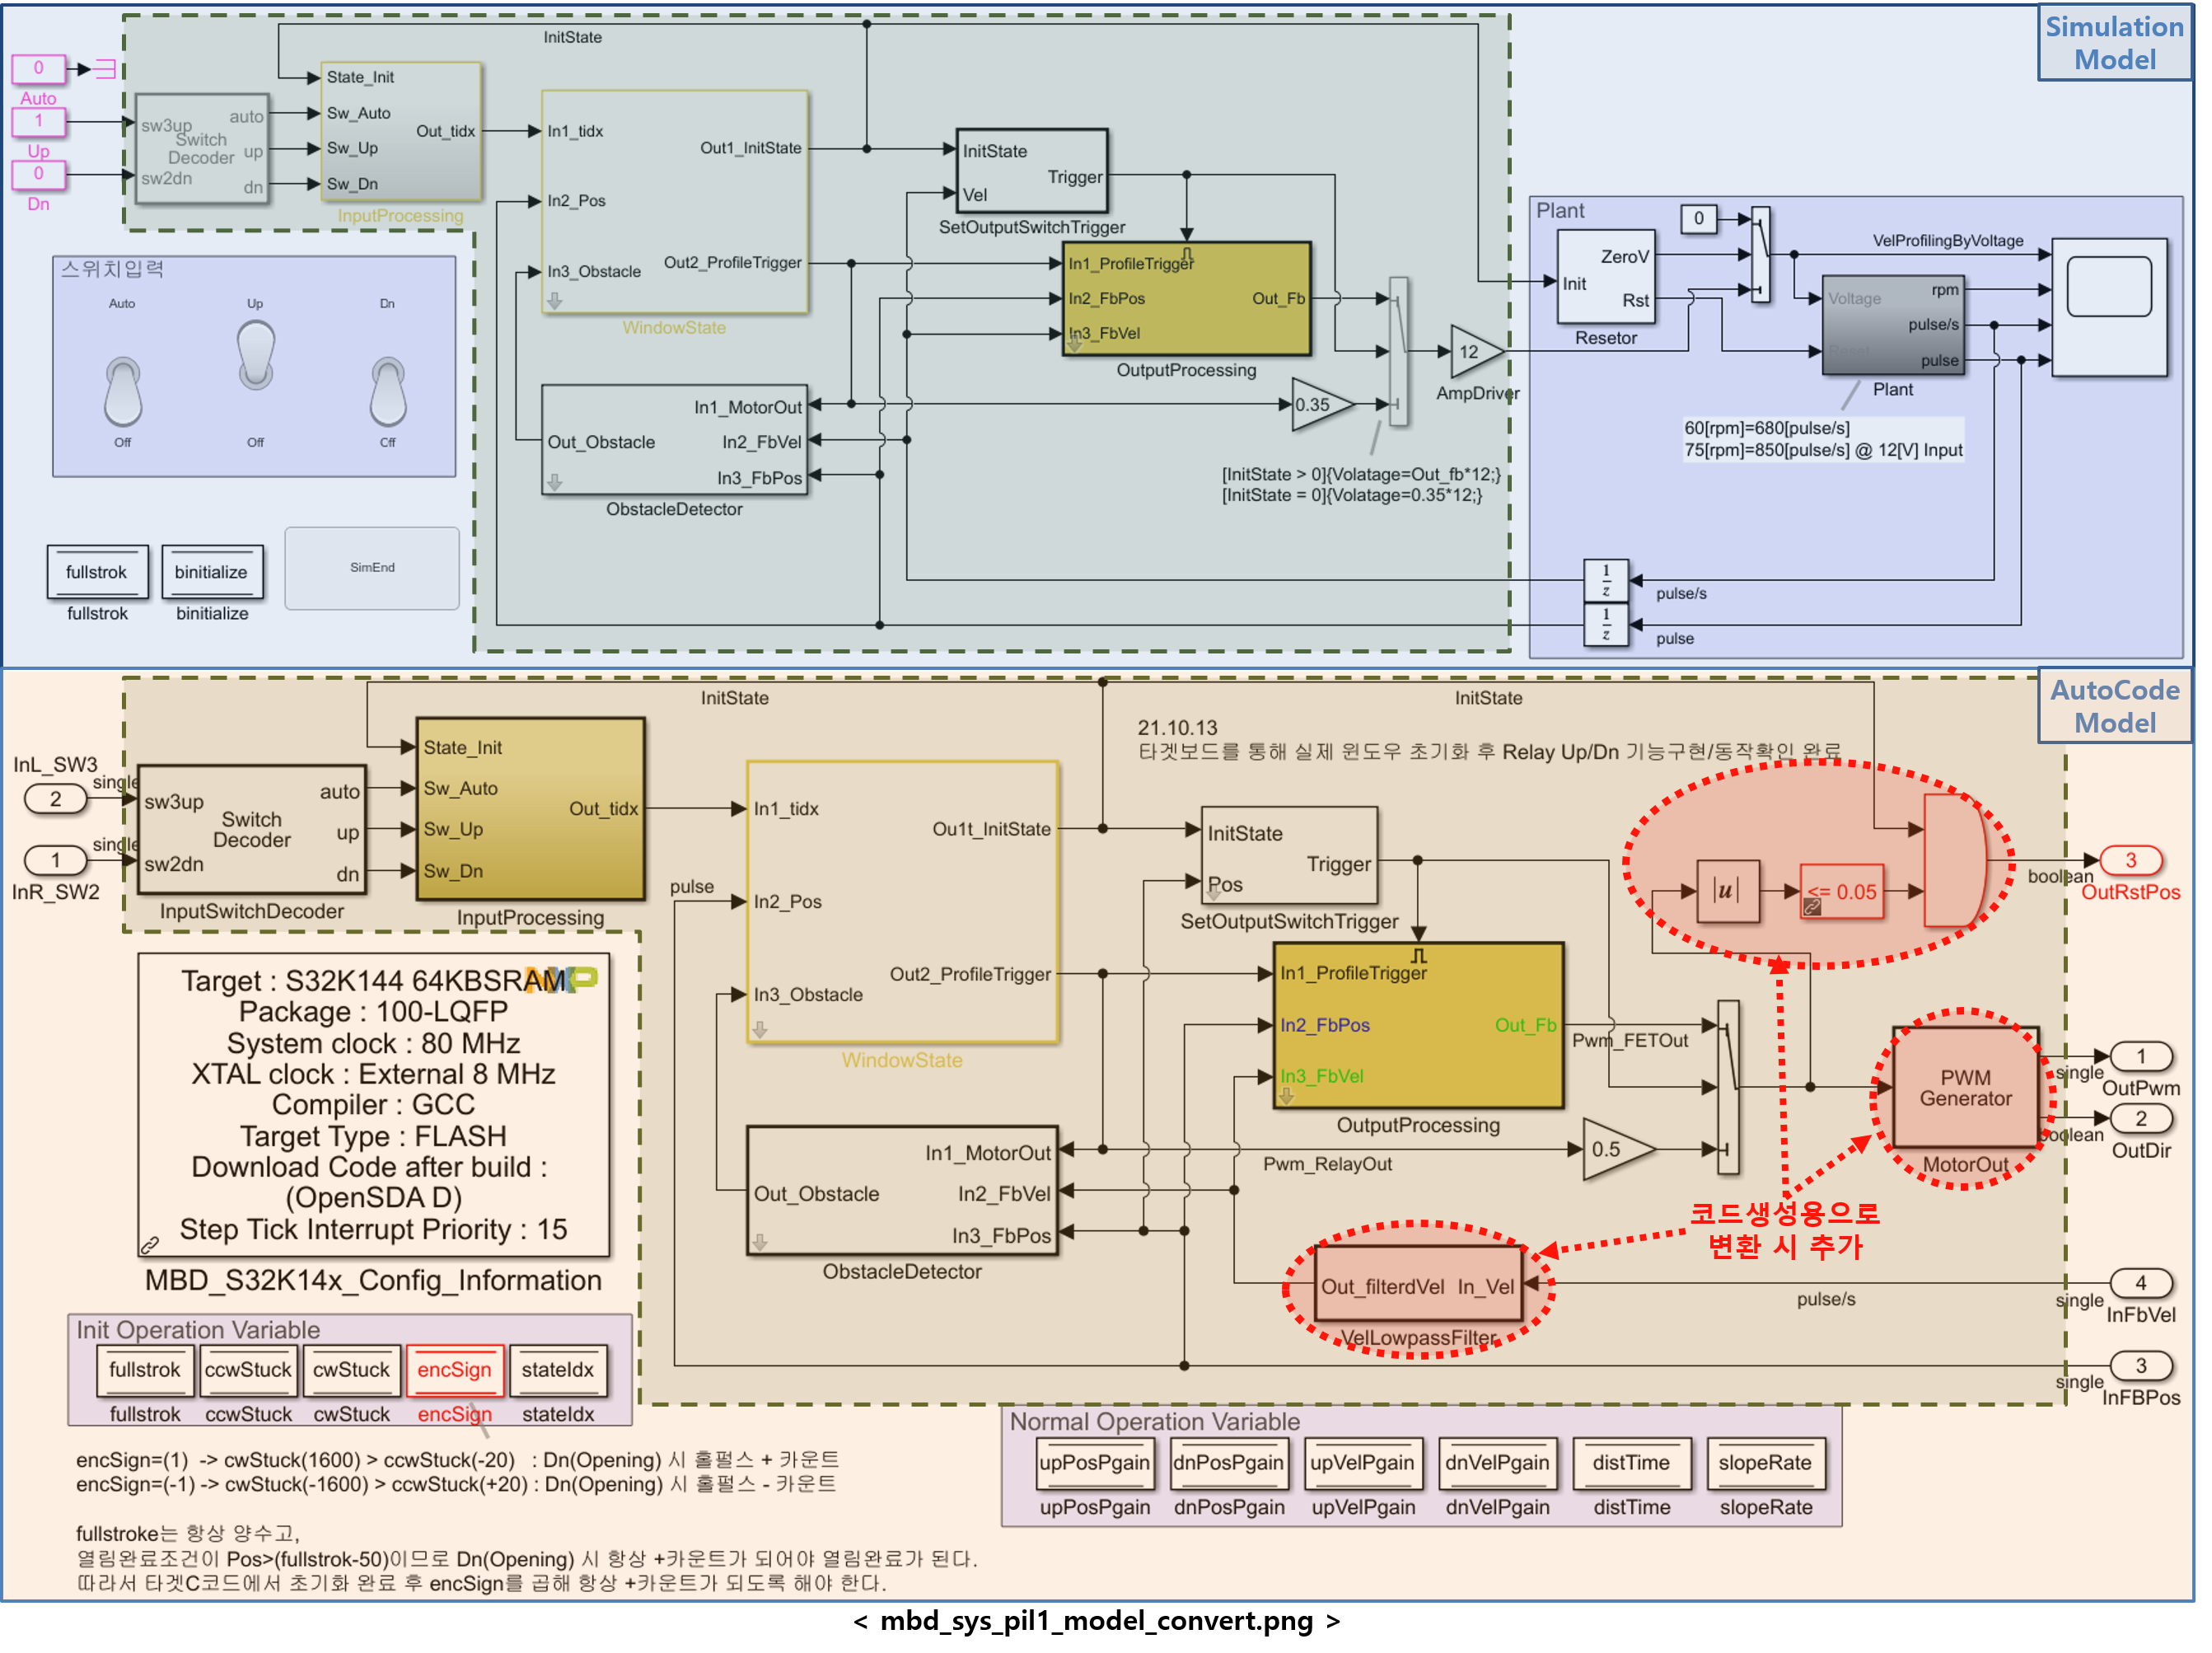 Simulation
Model
InitState
0
Auto
1
Up
0
Dn
sw3up
sw2dn
Switch
Decoder
auto
up
dn
State_Init
Sw_Auto
Sw_Up
Sw_Dn
Out_tidx
InputProcessing
In1_tidx
In2_Pos
In3_Obstacle
Out1_InitState
Out2_ProfileTrigger
WindowState
InitState
Vel
Trigger
SetOutputSwitchTrigger
In1_ProfileTrigger
In2_FbPos
In3_FbVel
Out_Fb
OutputProcessing
In1_MotorOut
In2_FbVel
In3_FbPos
Out_Obstacle
ObstacleDetector
0.35
12
AmpDriver
[InitState > 0]{Volatage=Out_fb*12;}
[InitState = 0]{Volatage=0.35*12;}
Plant
0
Init
ZeroV
Rst
Resetor
VelProfilingByVoltage
Voltage
rpm
pulse/s
pulse
Plant
60[rpm]=680[pulse/s]
75[rpm]=850[pulse/s] @ 12[V] Input
1
z
pulse/s
1
z
pulse
스위치입력
Auto
Up
Dn
Off
Off
Off
fullstrok
fullstrok
binitialize
binitialize
SimEnd
AutoCode
Model
InitState
InitState
21.10.13
타겟보드를 통해 실제 윈도우 초기화 후 Relay Up/Dn 기능구현/동작확인 완료
InL_SW3
2
single
1
single
InR_SW2
sw3up
sw2dn
Switch
Decoder
auto
up
dn
InputSwitchDecoder
State_Init
Sw_Auto
Sw_Up
Sw_Dn
Out_tidx
InputProcessing
pulse
In1_tidx
In2_Pos
In3_Obstacle
Ou1t_InitState
Out2_ProfileTrigger
WindowState
InitState
Pos
Trigger
SetOutputSwitchTrigger
|u|
<= 0.05
boolean
3
OutRstPos
In1_ProfileTrigger
In2_FbPos
In3_FbVel
Out_Fb
OutputProcessing
Pwm_FETOut
PWM
Generator
MotorOut
1
single
OutPwm
2
boolean
OutDir
In1_MotorOut
In2_FbVel
In3_FbPos
Out_Obstacle
ObstacleDetector
Pwm_RelayOut
0.5
코드생성용으로
변환 시 추가
Out_filterdVel
In_Vel
VelLowpassFilter
pulse/s
4
single
InFbVel
3
single
InFBPos
Target : S32K144 64KBSRAM
NXP
Package : 100-LQFP
System clock : 80 MHz
XTAL clock : External 8 MHz
Compiler : GCC
Target Type : FLASH
Download Code after build :
(OpenSDA D)
Step Tick Interrupt Priority : 15
MBD_S32K14x_Config_Information
Init Operation Variable
fullstrok
ccwStuck
cwStuck
encSign
stateIdx
fullstrok
ccwStuck
cwStuck
encSign
stateIdx
Normal Operation Variable
upPosPgain
dnPosPgain
upVelPgain
dnVelPgain
distTime
slopeRate
upPosPgain
dnPosPgain
upVelPgain
dnVelPgain
distTime
slopeRate
encSign=(1) -> cwStuck(1600) > ccwStuck(-20) : Dn(Opening) 시 홀펄스 + 카운트
encSign=(-1) -> cwStuck(-1600) > ccwStuck(+20) : Dn(Opening) 시 홀펄스 - 카운트
fullstroke는 항상 양수고,
열림완료조건이 Pos>(fullstrok-50)이므로 Dn(Opening) 시 항상 +카운트가 되어야 열림완료가 된다.
따라서 타겟C코드에서 초기화 완료 후 encSign를 곱해 항상 +카운트가 되도록 해야 한다.
< mbd_sys_pil1_model_convert.png >